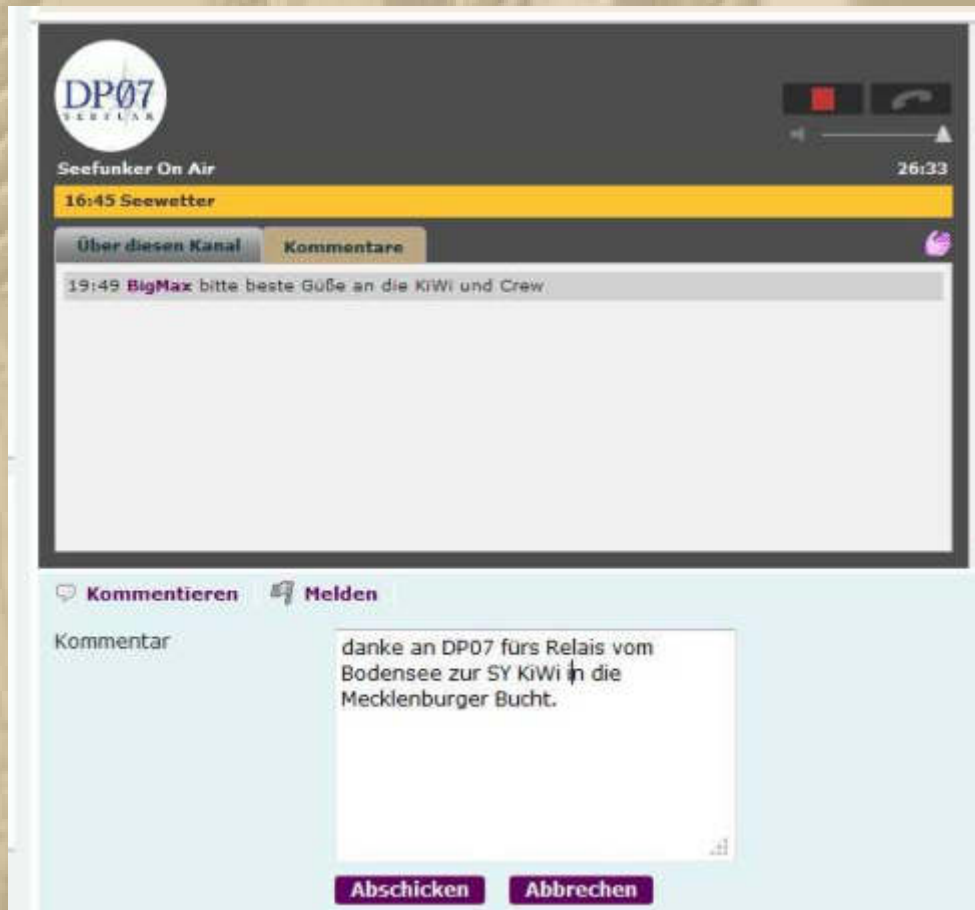 DP07
SEEFUNK
Seefunker On Air
26:33
16:45 Seewetter
Über diesen Kanal
Kommentare
19:49 BigMax bitte beste Güße an die KiWi und Crew
Kommentieren
Melden
Kommentar
danke an DP07 fürs Relais vom
Bodensee zur SY KiWi in die
Mecklenburger Bucht.
Abschicken
Abbrechen